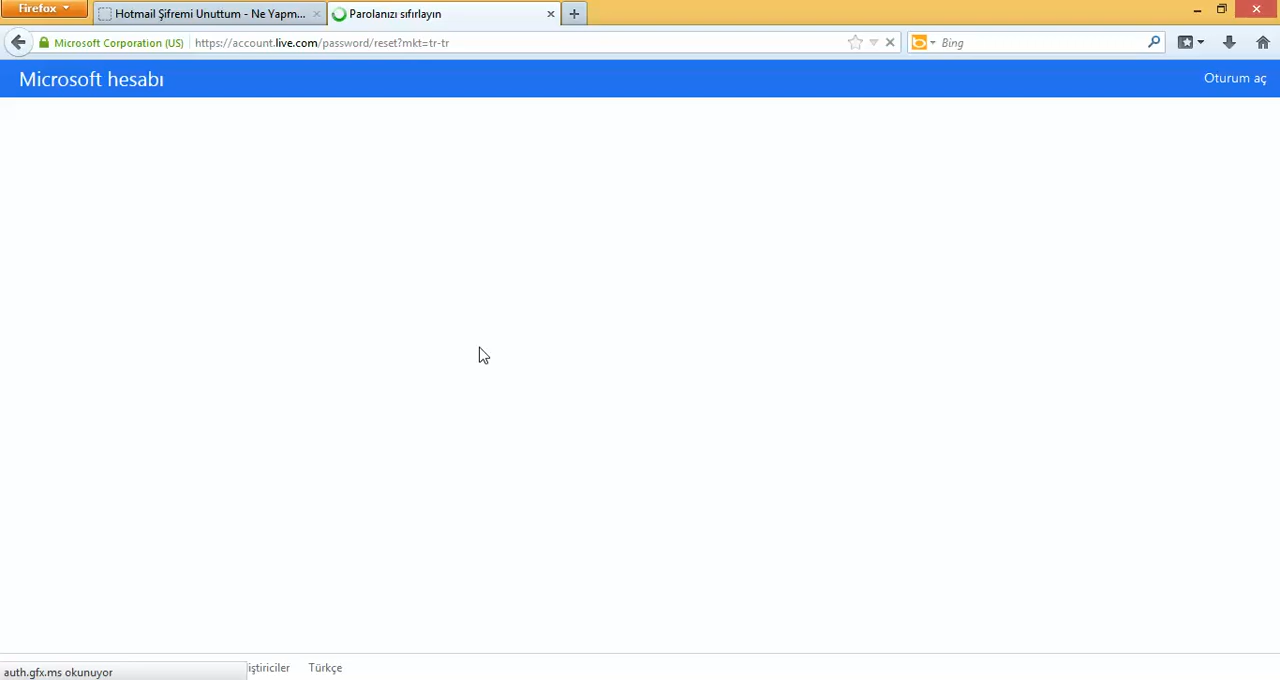 Firefox
Hotmail Şifremi Unuttum - Ne Yapm...
Parolanızı sıfırlayın
Microsoft Corporation (US)
https://account.live.com/password/reset?mkt=tr-tr
Bing
Microsoft hesabı
Oturum aç
auth.gfx.ms okunuyor
iştiriciler
Türkçe